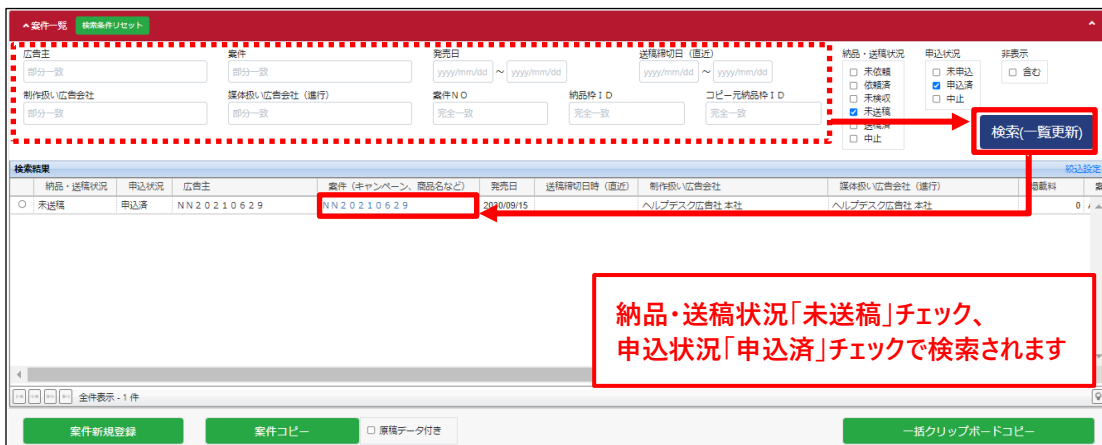 案件一覧 検索条件リセット
広告主 案件 発売日 送稿締切日（直近） 納品・送稿状況 申込状況 非表示
部分一致 部分一致 yyyy/mm/dd ～ yyyy/mm/dd yyyy/mm/dd ～ yyyy/mm/dd 未依頼 未申込 含む
依頼済 申込済
制作扱い広告会社 媒体扱い広告会社（進行） 案件ＮＯ 納品枠ＩＤ コピー元納品枠ＩＤ 未検収 中止
部分一致 部分一致 完全一致 完全一致 完全一致 未送稿
送稿済
中止
検索(一覧更新)
検索結果 絞込設定
納品・送稿状況 申込状況 広告主 案件（キャンペーン、商品名など） 発売日 送稿締切日時（直近） 制作扱い広告会社 媒体扱い広告会社（進行） 掲載料
未送稿 申込済 ＮＮ２０２１０６２９ ＮＮ２０２１０６２９ 2030/09/15 ヘルプデスク広告社 本社 ヘルプデスク広告社 本社 0
納品・送稿状況「未送稿」チェック、
申込状況「申込済」チェックで検索されます
全件表示 - 1 件
案件新規登録 案件コピー 原稿データ付き 一括クリップボードコピー